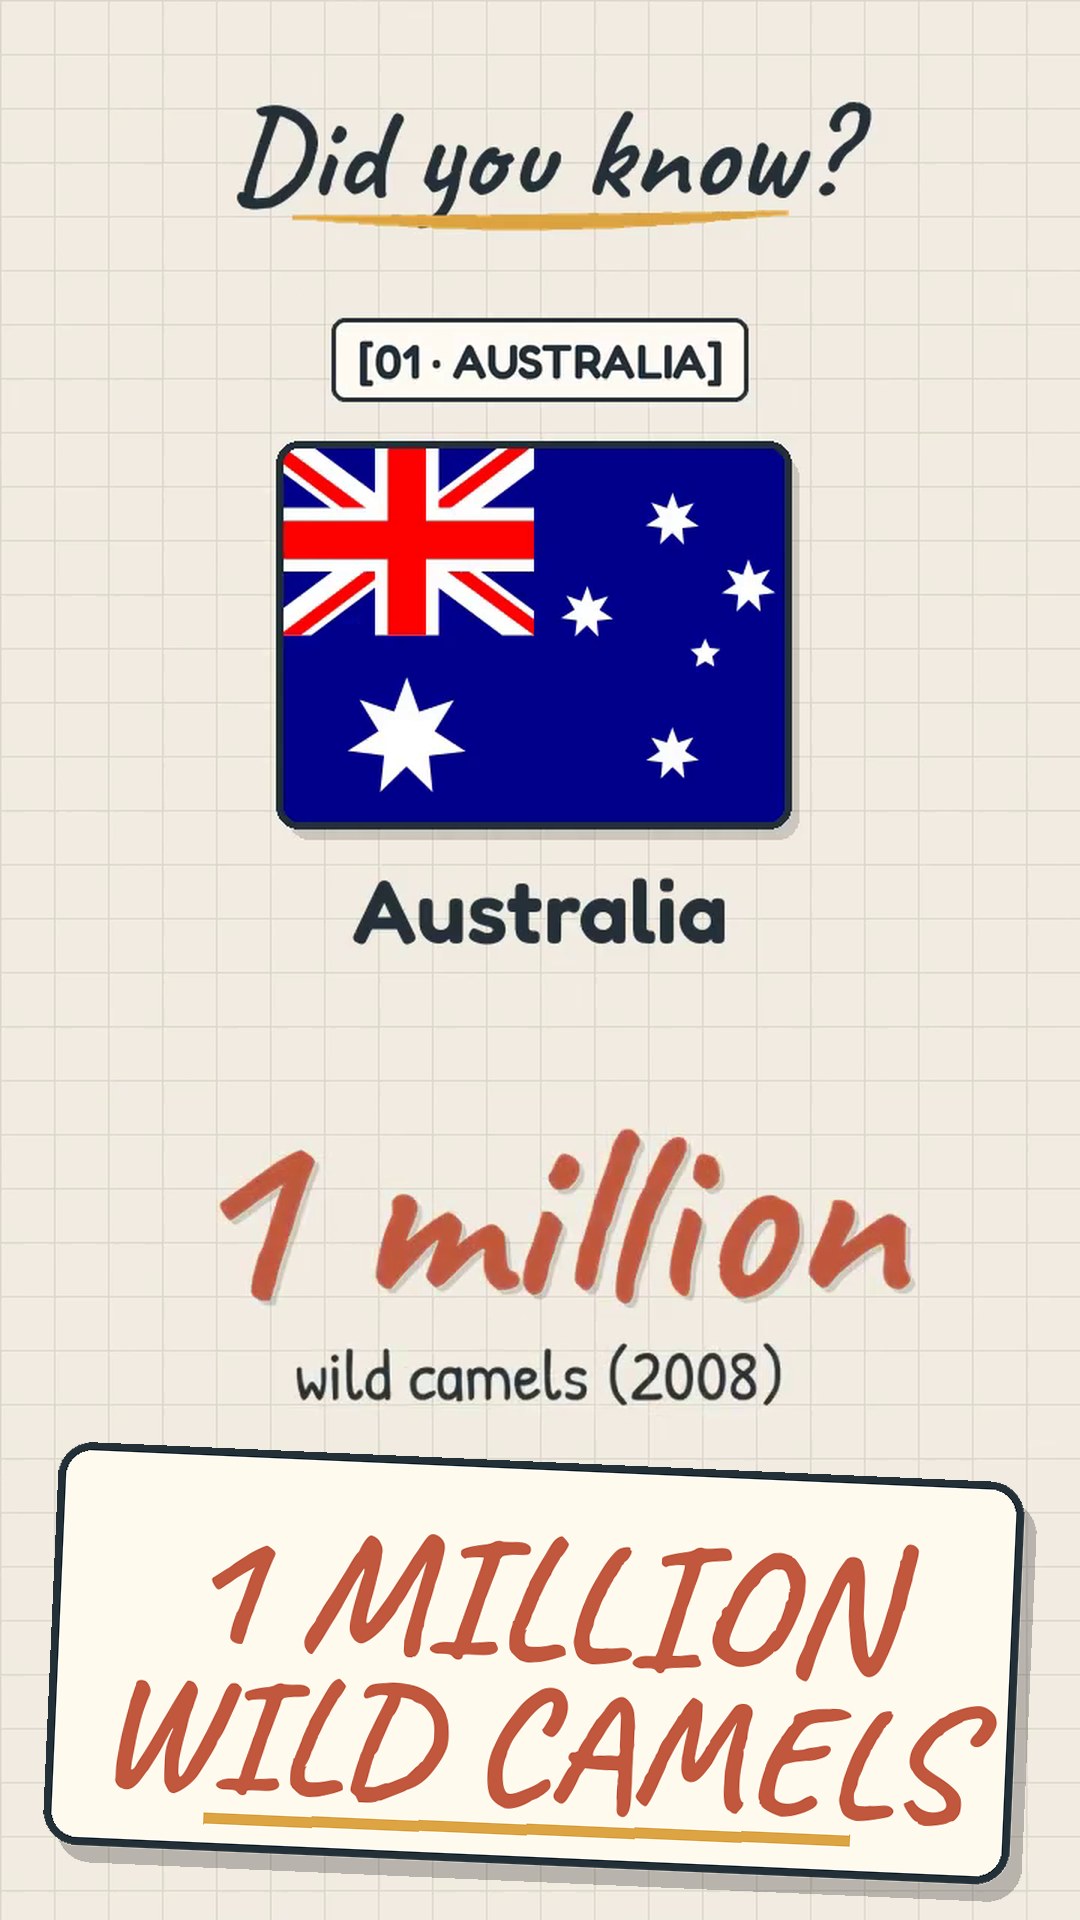 Did you know?
[01 · AUSTRALIA]
Australia
1 million
wild camels (2008)
1 MILLION
WILD CAMELS